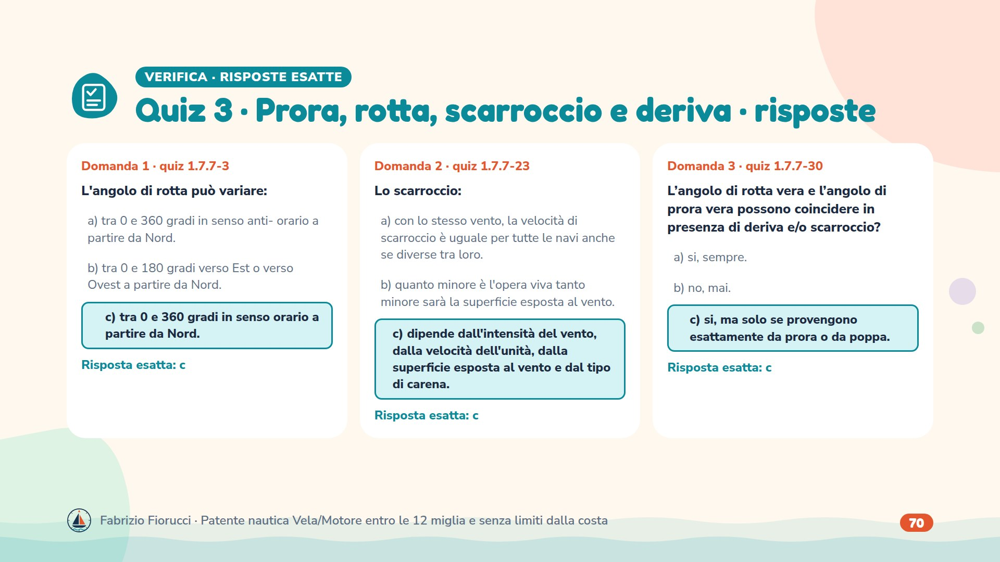 VERIFICA · RISPOSTE ESATTE
Quiz 3 · Prora, rotta, scarroccio e deriva · risposte
Domanda 1 · quiz 1.7.7-3
L'angolo di rotta può variare:
a) tra 0 e 360 gradi in senso anti- orario a
partire da Nord.
b) tra 0 e 180 gradi verso Est o verso
Ovest a partire da Nord.
c) tra 0 e 360 gradi in senso orario a
partire da Nord.
Risposta esatta: c
Domanda 2 · quiz 1.7.7-23
Lo scarroccio:
a) con lo stesso vento, la velocità di
scarroccio è uguale per tutte le navi anche
se diverse tra loro.
b) quanto minore è l'opera viva tanto
minore sarà la superficie esposta al vento.
c) dipende dall'intensità del vento,
dalla velocità dell'unità, dalla
superficie esposta al vento e dal tipo
di carena.
Risposta esatta: c
Domanda 3 · quiz 1.7.7-30
L’angolo di rotta vera e l’angolo di
prora vera possono coincidere in
presenza di deriva e/o scarroccio?
a) si, sempre.
b) no, mai.
c) si, ma solo se provengono
esattamente da prora o da poppa.
Risposta esatta: c
Fabrizio Fiorucci · Patente nautica Vela/Motore entro le 12 miglia e senza limiti dalla costa
70